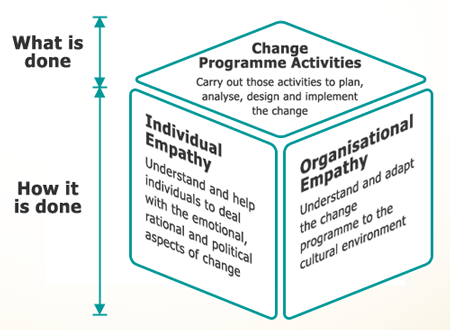 What is
done
Change
Programme Activities
Carry out those activities to plan,
analyse, design and implement
the change
How it
is done
Individual
Empathy
Understand and help
individuals to deal
with the emotional,
rational and political
aspects of change
Organisational
Empathy
Understand and adapt
the change
programme to the
cultural environment